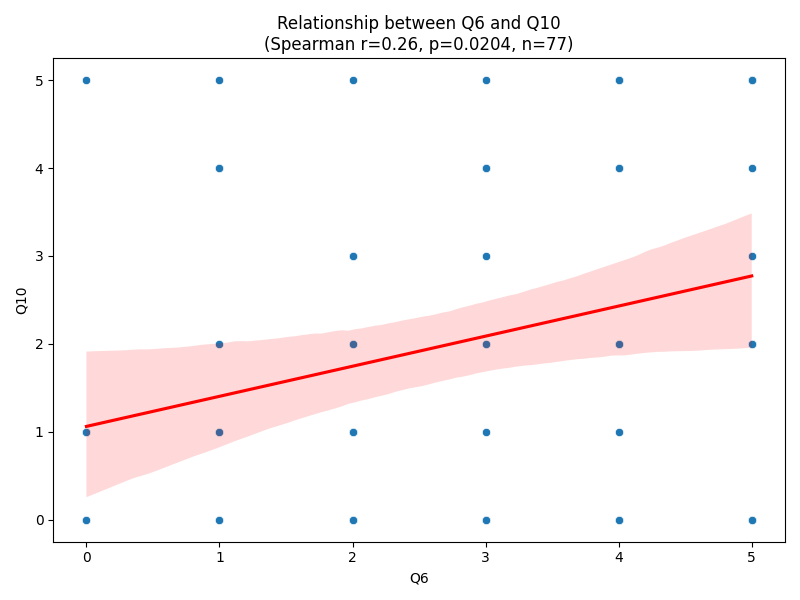 Relationship between Q6 and Q10
(Spearman r=0.26, p=0.0204, n=77)
5
4
3
2
1
0
Q10
0 1 2 3 4 5
Q6